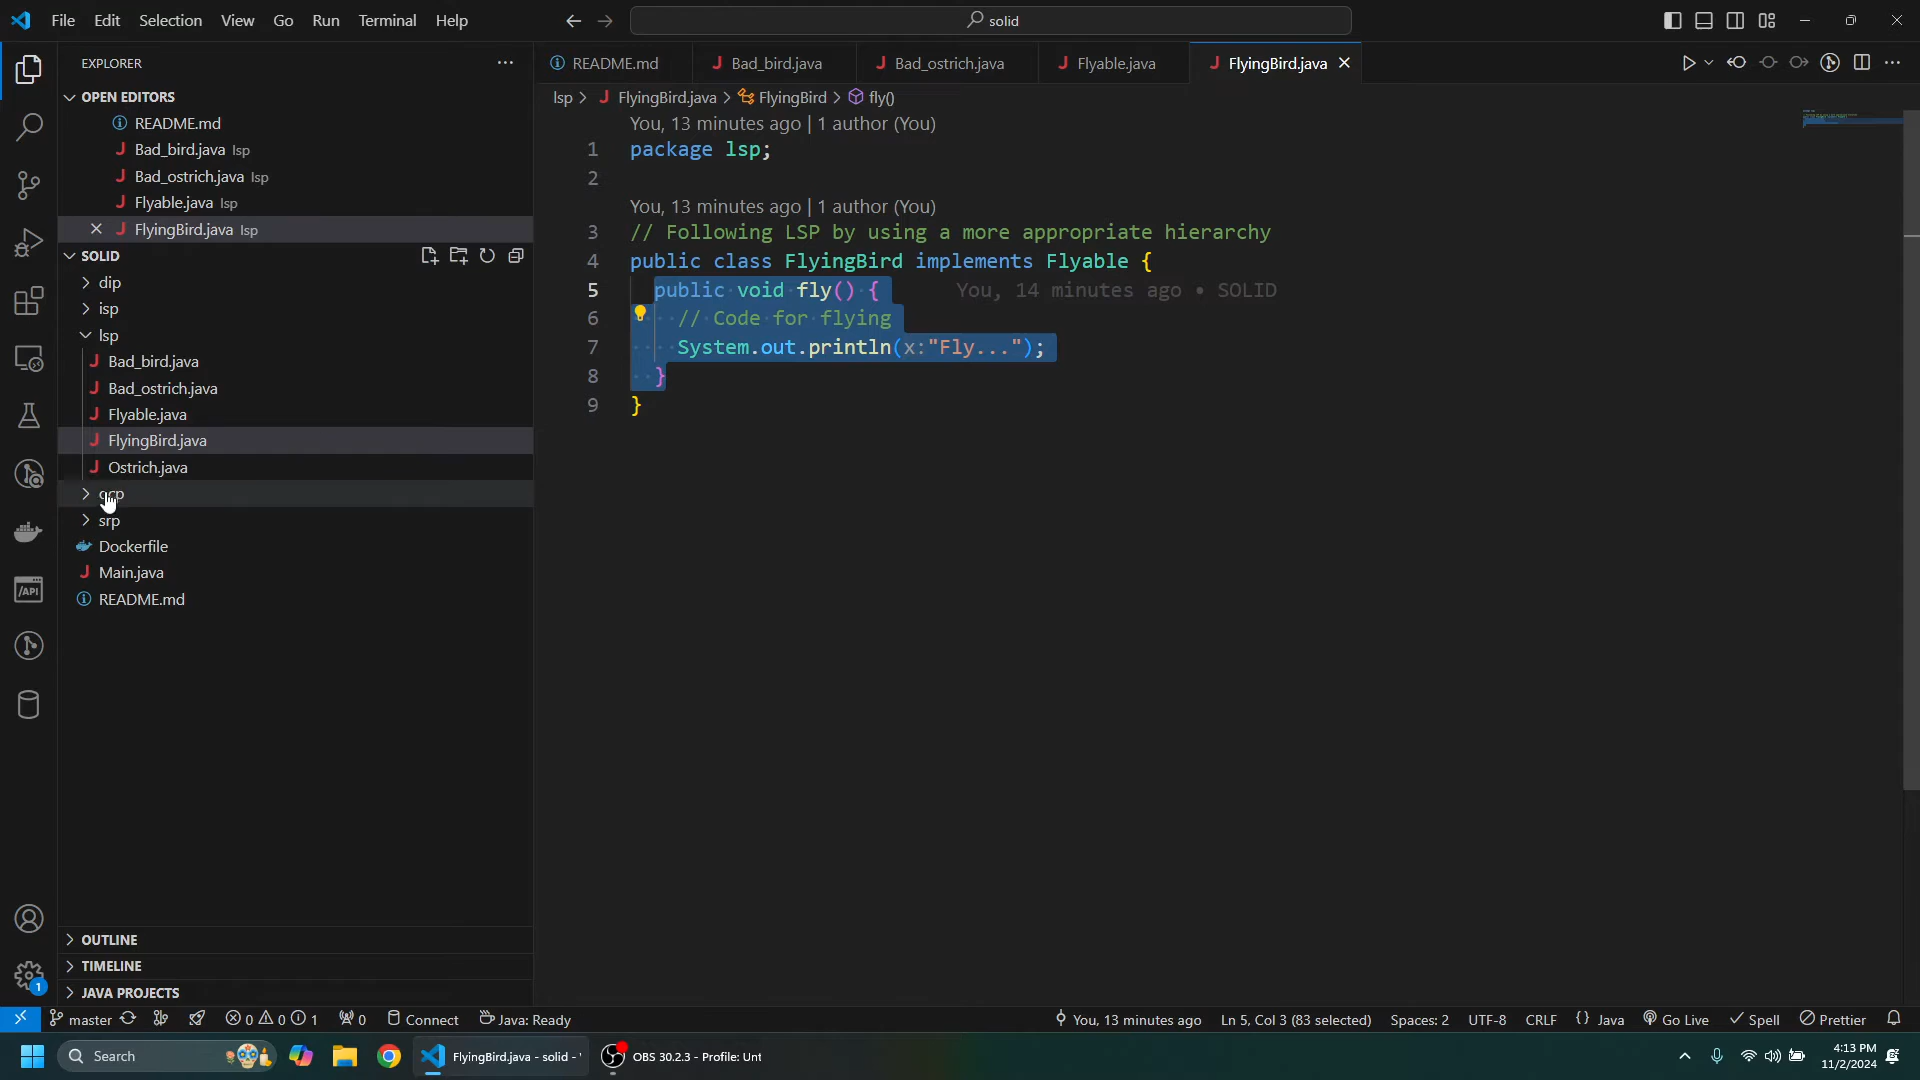 File Edit Selection View Go Run Terminal Help
solid
EXPLORER
OPEN EDITORS
README.md
Bad_bird.java lsp
Bad_ostrich.java lsp
Flyable.java lsp
FlyingBird.java lsp
SOLID
dip
isp
lsp
Bad_bird.java
Bad_ostrich.java
Flyable.java
FlyingBird.java
Ostrich.java
srp
Dockerfile
Main.java
README.md
OUTLINE
TIMELINE
JAVA PROJECTS
README.md Bad_bird.java Bad_ostrich.java Flyable.java FlyingBird.java
lsp > FlyingBird.java > FlyingBird > fly()
You, 13 minutes ago | 1 author (You)
1 package lsp;
2
You, 13 minutes ago | 1 author (You)
3 // Following LSP by using a more appropriate hierarchy
4 public class FlyingBird implements Flyable {
5 public void fly() { You, 14 minutes ago • SOLID
6 // Code for flying
7 System.out.println(x:"Fly...");
8 }
9 }
/API
1
master 0 0 1 0 Connect Java: Ready
You, 13 minutes ago Ln 5, Col 3 (83 selected) Spaces: 2 UTF-8 CRLF {} Java Go Live Spell Prettier
Search
FlyingBird.java - solid -
OBS 30.2.3 - Profile: Unt
4:13 PM
11/2/2024